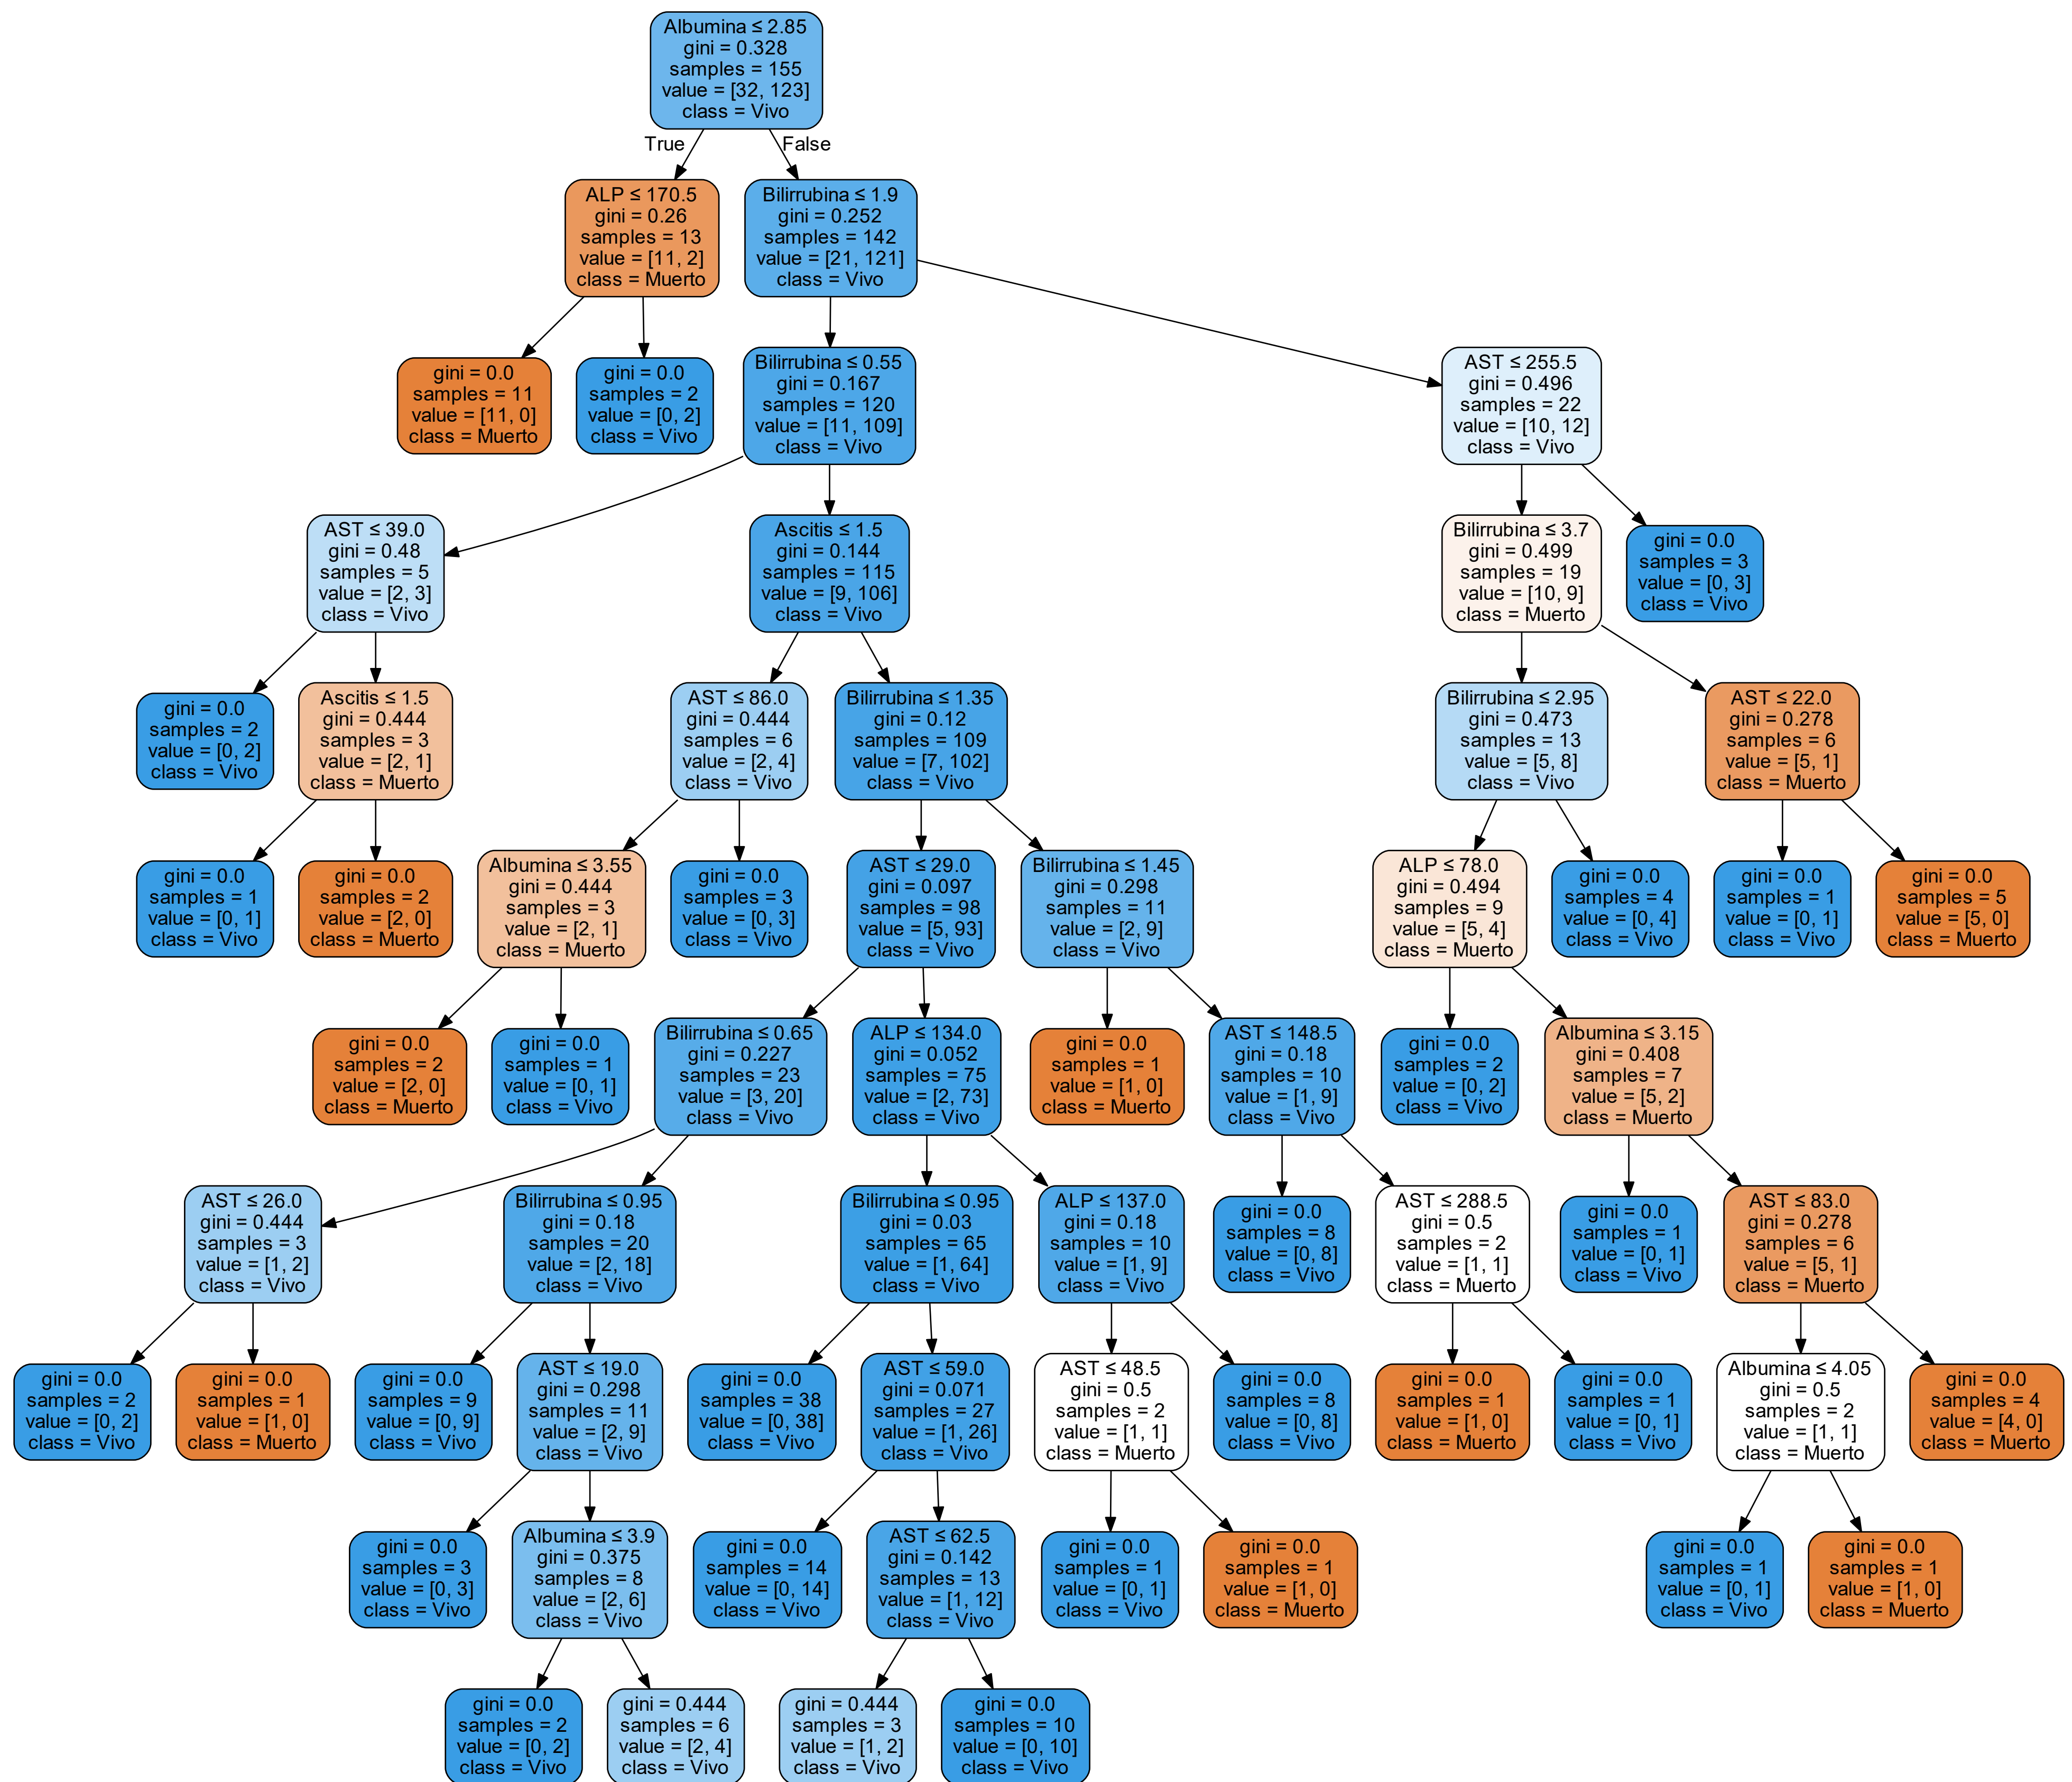 Albumina ≤ 2.85
gini = 0.328
samples = 155
value = [32, 123]
class = Vivo
True
False
ALP ≤ 170.5
gini = 0.26
samples = 13
value = [11, 2]
class = Muerto
Bilirrubina ≤ 1.9
gini = 0.252
samples = 142
value = [21, 121]
class = Vivo
gini = 0.0
samples = 11
value = [11, 0]
class = Muerto
gini = 0.0
samples = 2
value = [0, 2]
class = Vivo
Bilirrubina ≤ 0.55
gini = 0.167
samples = 120
value = [11, 109]
class = Vivo
AST ≤ 255.5
gini = 0.496
samples = 22
value = [10, 12]
class = Vivo
AST ≤ 39.0
gini = 0.48
samples = 5
value = [2, 3]
class = Vivo
Ascitis ≤ 1.5
gini = 0.144
samples = 115
value = [9, 106]
class = Vivo
Bilirrubina ≤ 3.7
gini = 0.499
samples = 19
value = [10, 9]
class = Muerto
gini = 0.0
samples = 3
value = [0, 3]
class = Vivo
gini = 0.0
samples = 2
value = [0, 2]
class = Vivo
Ascitis ≤ 1.5
gini = 0.444
samples = 3
value = [2, 1]
class = Muerto
AST ≤ 86.0
gini = 0.444
samples = 6
value = [2, 4]
class = Vivo
Bilirrubina ≤ 1.35
gini = 0.12
samples = 109
value = [7, 102]
class = Vivo
Bilirrubina ≤ 2.95
gini = 0.473
samples = 13
value = [5, 8]
class = Vivo
AST ≤ 22.0
gini = 0.278
samples = 6
value = [5, 1]
class = Muerto
gini = 0.0
samples = 1
value = [0, 1]
class = Vivo
gini = 0.0
samples = 2
value = [2, 0]
class = Muerto
Albumina ≤ 3.55
gini = 0.444
samples = 3
value = [2, 1]
class = Muerto
gini = 0.0
samples = 3
value = [0, 3]
class = Vivo
AST ≤ 29.0
gini = 0.097
samples = 98
value = [5, 93]
class = Vivo
Bilirrubina ≤ 1.45
gini = 0.298
samples = 11
value = [2, 9]
class = Vivo
ALP ≤ 78.0
gini = 0.494
samples = 9
value = [5, 4]
class = Muerto
gini = 0.0
samples = 4
value = [0, 4]
class = Vivo
gini = 0.0
samples = 1
value = [0, 1]
class = Vivo
gini = 0.0
samples = 5
value = [5, 0]
class = Muerto
gini = 0.0
samples = 2
value = [2, 0]
class = Muerto
gini = 0.0
samples = 1
value = [0, 1]
class = Vivo
Bilirrubina ≤ 0.65
gini = 0.227
samples = 23
value = [3, 20]
class = Vivo
ALP ≤ 134.0
gini = 0.052
samples = 75
value = [2, 73]
class = Vivo
gini = 0.0
samples = 1
value = [1, 0]
class = Muerto
AST ≤ 148.5
gini = 0.18
samples = 10
value = [1, 9]
class = Vivo
gini = 0.0
samples = 2
value = [0, 2]
class = Vivo
Albumina ≤ 3.15
gini = 0.408
samples = 7
value = [5, 2]
class = Muerto
AST ≤ 26.0
gini = 0.444
samples = 3
value = [1, 2]
class = Vivo
Bilirrubina ≤ 0.95
gini = 0.18
samples = 20
value = [2, 18]
class = Vivo
Bilirrubina ≤ 0.95
gini = 0.03
samples = 65
value = [1, 64]
class = Vivo
ALP ≤ 137.0
gini = 0.18
samples = 10
value = [1, 9]
class = Vivo
gini = 0.0
samples = 8
value = [0, 8]
class = Vivo
AST ≤ 288.5
gini = 0.5
samples = 2
value = [1, 1]
class = Muerto
gini = 0.0
samples = 1
value = [0, 1]
class = Vivo
AST ≤ 83.0
gini = 0.278
samples = 6
value = [5, 1]
class = Muerto
gini = 0.0
samples = 2
value = [0, 2]
class = Vivo
gini = 0.0
samples = 1
value = [1, 0]
class = Muerto
gini = 0.0
samples = 9
value = [0, 9]
class = Vivo
AST ≤ 19.0
gini = 0.298
samples = 11
value = [2, 9]
class = Vivo
gini = 0.0
samples = 38
value = [0, 38]
class = Vivo
AST ≤ 59.0
gini = 0.071
samples = 27
value = [1, 26]
class = Vivo
AST ≤ 48.5
gini = 0.5
samples = 2
value = [1, 1]
class = Muerto
gini = 0.0
samples = 8
value = [0, 8]
class = Vivo
gini = 0.0
samples = 1
value = [1, 0]
class = Muerto
gini = 0.0
samples = 1
value = [0, 1]
class = Vivo
Albumina ≤ 4.05
gini = 0.5
samples = 2
value = [1, 1]
class = Muerto
gini = 0.0
samples = 4
value = [4, 0]
class = Muerto
gini = 0.0
samples = 3
value = [0, 3]
class = Vivo
Albumina ≤ 3.9
gini = 0.375
samples = 8
value = [2, 6]
class = Vivo
gini = 0.0
samples = 14
value = [0, 14]
class = Vivo
AST ≤ 62.5
gini = 0.142
samples = 13
value = [1, 12]
class = Vivo
gini = 0.0
samples = 1
value = [0, 1]
class = Vivo
gini = 0.0
samples = 1
value = [1, 0]
class = Muerto
gini = 0.0
samples = 1
value = [0, 1]
class = Vivo
gini = 0.0
samples = 1
value = [1, 0]
class = Muerto
gini = 0.0
samples = 2
value = [0, 2]
class = Vivo
gini = 0.444
samples = 6
value = [2, 4]
class = Vivo
gini = 0.444
samples = 3
value = [1, 2]
class = Vivo
gini = 0.0
samples = 10
value = [0, 10]
class = Vivo